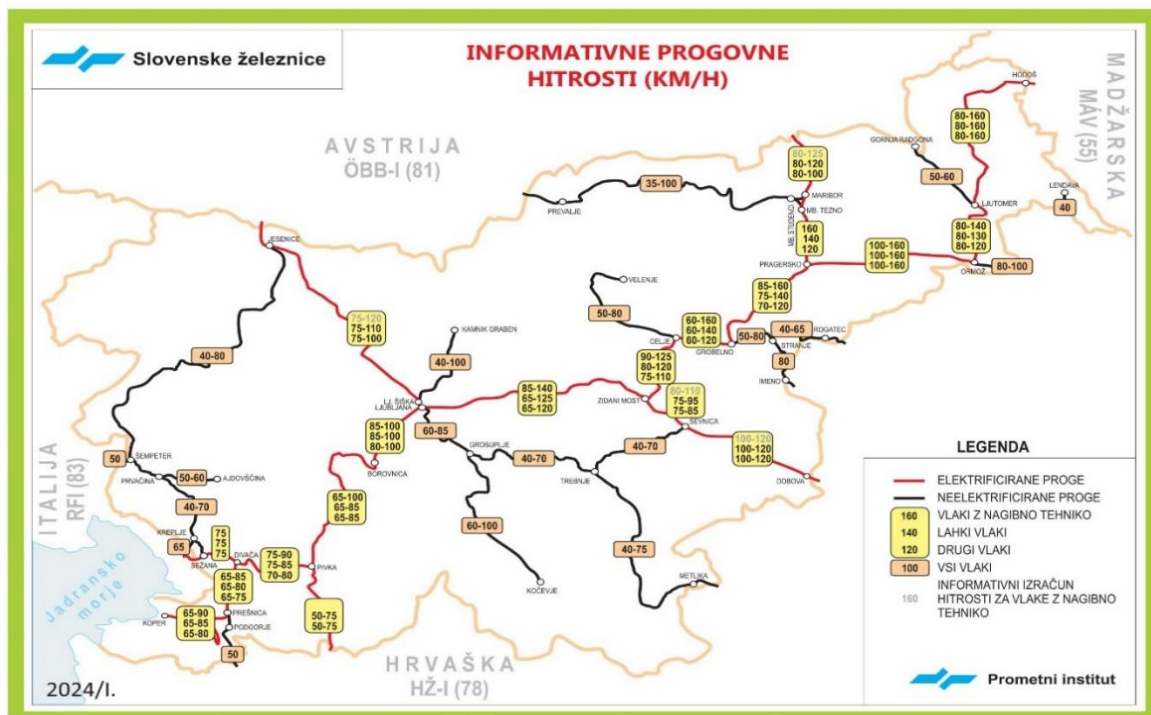 Slovenske železnice
INFORMATIVNE PROGOVNE
HITROSTI (KM/H)
AVSTRIJA
ÖBB-I (81)
MADŽARSKA
MÁV (55)
HODOŠ
80-160
80-160
80-160
GORNJA RADGONA
50-60
LENDAVA
40
LJUTOMER
80-125
80-120
80-100
35-100
PREVALJE
MARIBOR
MB. TEZNO
MB. STUDENCI
160
140
120
80-140
80-130
80-120
JESENICE
PRAGERSKO
100-160
100-160
100-160
ORMOŽ
80-100
VELENJE
85-160
75-140
70-120
50-80
75-120
75-110
75-100
KAMNIK GRABEN
60-160
60-140
60-120
CELJE
GROBELNO
50-80
40-65
ROGATEC
STRANJE
80
IMENO
40-80
40-100
90-125
80-120
75-110
LJ. ŠIŠKA
LJUBLJANA
85-140
65-125
65-120
ZIDANI MOST
80-110
75-95
75-85
SEVNICA
60-85
85-100
85-100
80-100
BOROVNICA
GROSUPLJE
40-70
40-70
TREBNJE
100-120
100-120
100-120
DOBOVA
ITALIJA
RFI (83)
50
ŠEMPETER
PRVAČINA
50-60
AJDOVŠČINA
40-70
KREPLJE
65
SEŽANA
75
75
75
DIVAČA
75-90
75-85
70-80
PIVKA
65-100
65-85
65-85
60-100
KOČEVJE
40-75
METLIKA
65-85
65-80
65-75
Jadransko
morje
KOPER
65-90
65-85
65-80
PREŠNICA
PODGORJE
50
50-75
50-75
HRVAŠKA
HŽ-I (78)
2024/I.
LEGENDA
ELEKTRIFICIRANE PROGE
NEELEKTRIFICIRANE PROGE
160 VLAKI Z NAGIBNO TEHNIKO
140 LAHKI VLAKI
120 DRUGI VLAKI
100 VSI VLAKI
INFORMATIVNI IZRAČUN
160 HITROSTI ZA VLAKE Z NAGIBNO
TEHNIKO
Prometni institut